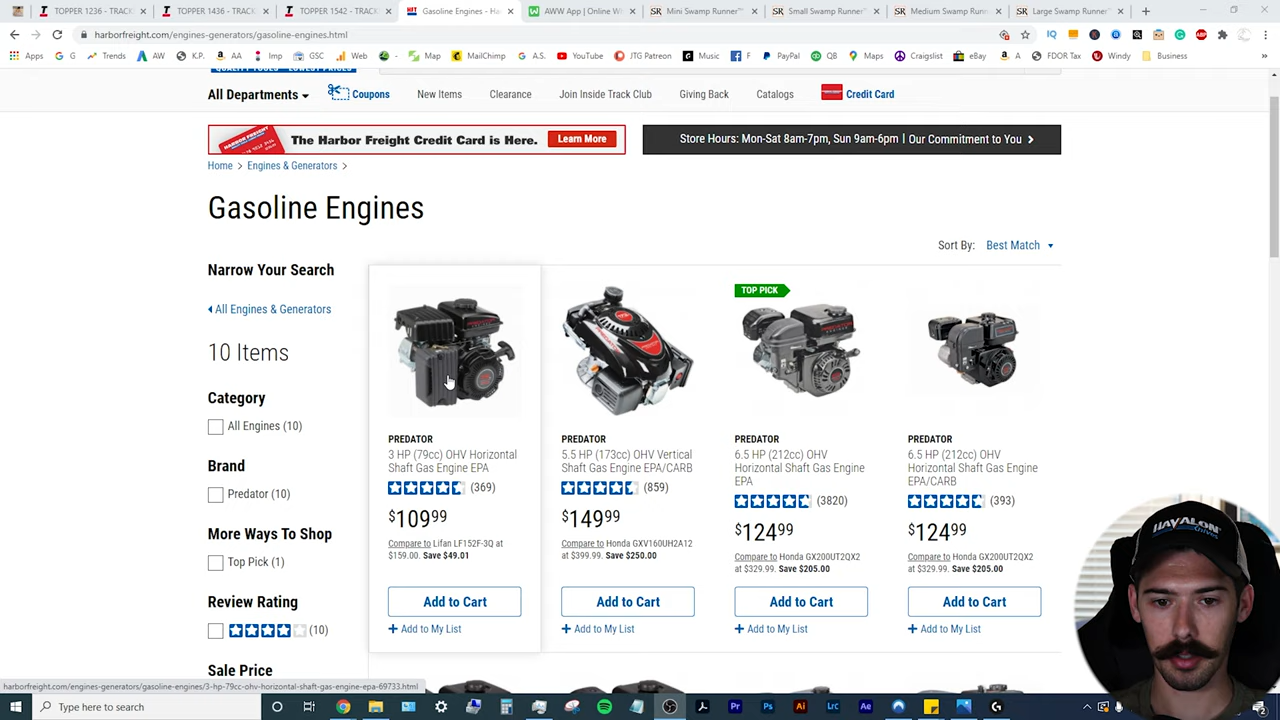 TOPPER 1236 - TRACK
TOPPER 1436 - TRACK
TOPPER 1542 - TRACK
Gasoline Engines - Ha
AWW App | Online W
Mini Swamp Runner™
Small Swamp Runner™
Medium Swamp Runner
Large Swamp Runner™
harborfreight.com/engines-generators/gasoline-engines.html
Apps G AA Imp GSC Web Map MailChimp A.S. YouTube JTG Patreon Music F PayPal QB Maps Craigslist eBay A FDOR Tax Windy Business
QUALITY TOOLS LOWEST PRICES
All Departments Coupons New Items Clearance Join Inside Track Club Giving Back Catalogs Credit Card
The Harbor Freight Credit Card is Here. Learn More
Store Hours: Mon-Sat 8am-7pm, Sun 9am-6pm | Our Commitment to You
Home > Engines & Generators >
Gasoline Engines
Sort By: Best Match
Narrow Your Search
All Engines & Generators
10 Items
Category
All Engines (10)
Brand
Predator (10)
More Ways To Shop
Top Pick (1)
Review Rating
(10)
Sale Price
PREDATOR
3 HP (79cc) OHV Horizontal
Shaft Gas Engine EPA
(369)
$109.99
Compare to Lifan LF152F-3Q at
$159.00. Save $49.01
Add to Cart
+ Add to My List
PREDATOR
5.5 HP (173cc) OHV Vertical
Shaft Gas Engine EPA/CARB
(859)
$149.99
Compare to Honda GXV160UH2A12
at $399.99. Save $250.00
Add to Cart
+ Add to My List
TOP PICK
PREDATOR
6.5 HP (212cc) OHV
Horizontal Shaft Gas Engine
EPA
(3820)
$124.99
Compare to Honda GX200UT2QX2
at $329.99. Save $205.00
Add to Cart
+ Add to My List
PREDATOR
6.5 HP (212cc) OHV
Horizontal Shaft Gas Engine
EPA/CARB
(393)
$124.99
Compare to Honda GX200UT2QX2
at $329.99. Save $205.00
Add to Cart
+ Add to My List
HAYALON
harborfreight.com/engines-generators/gasoline-engines/3-hp-79cc-ohv-horizontal-shaft-gas-engine-epa-69733.html
Type here to search